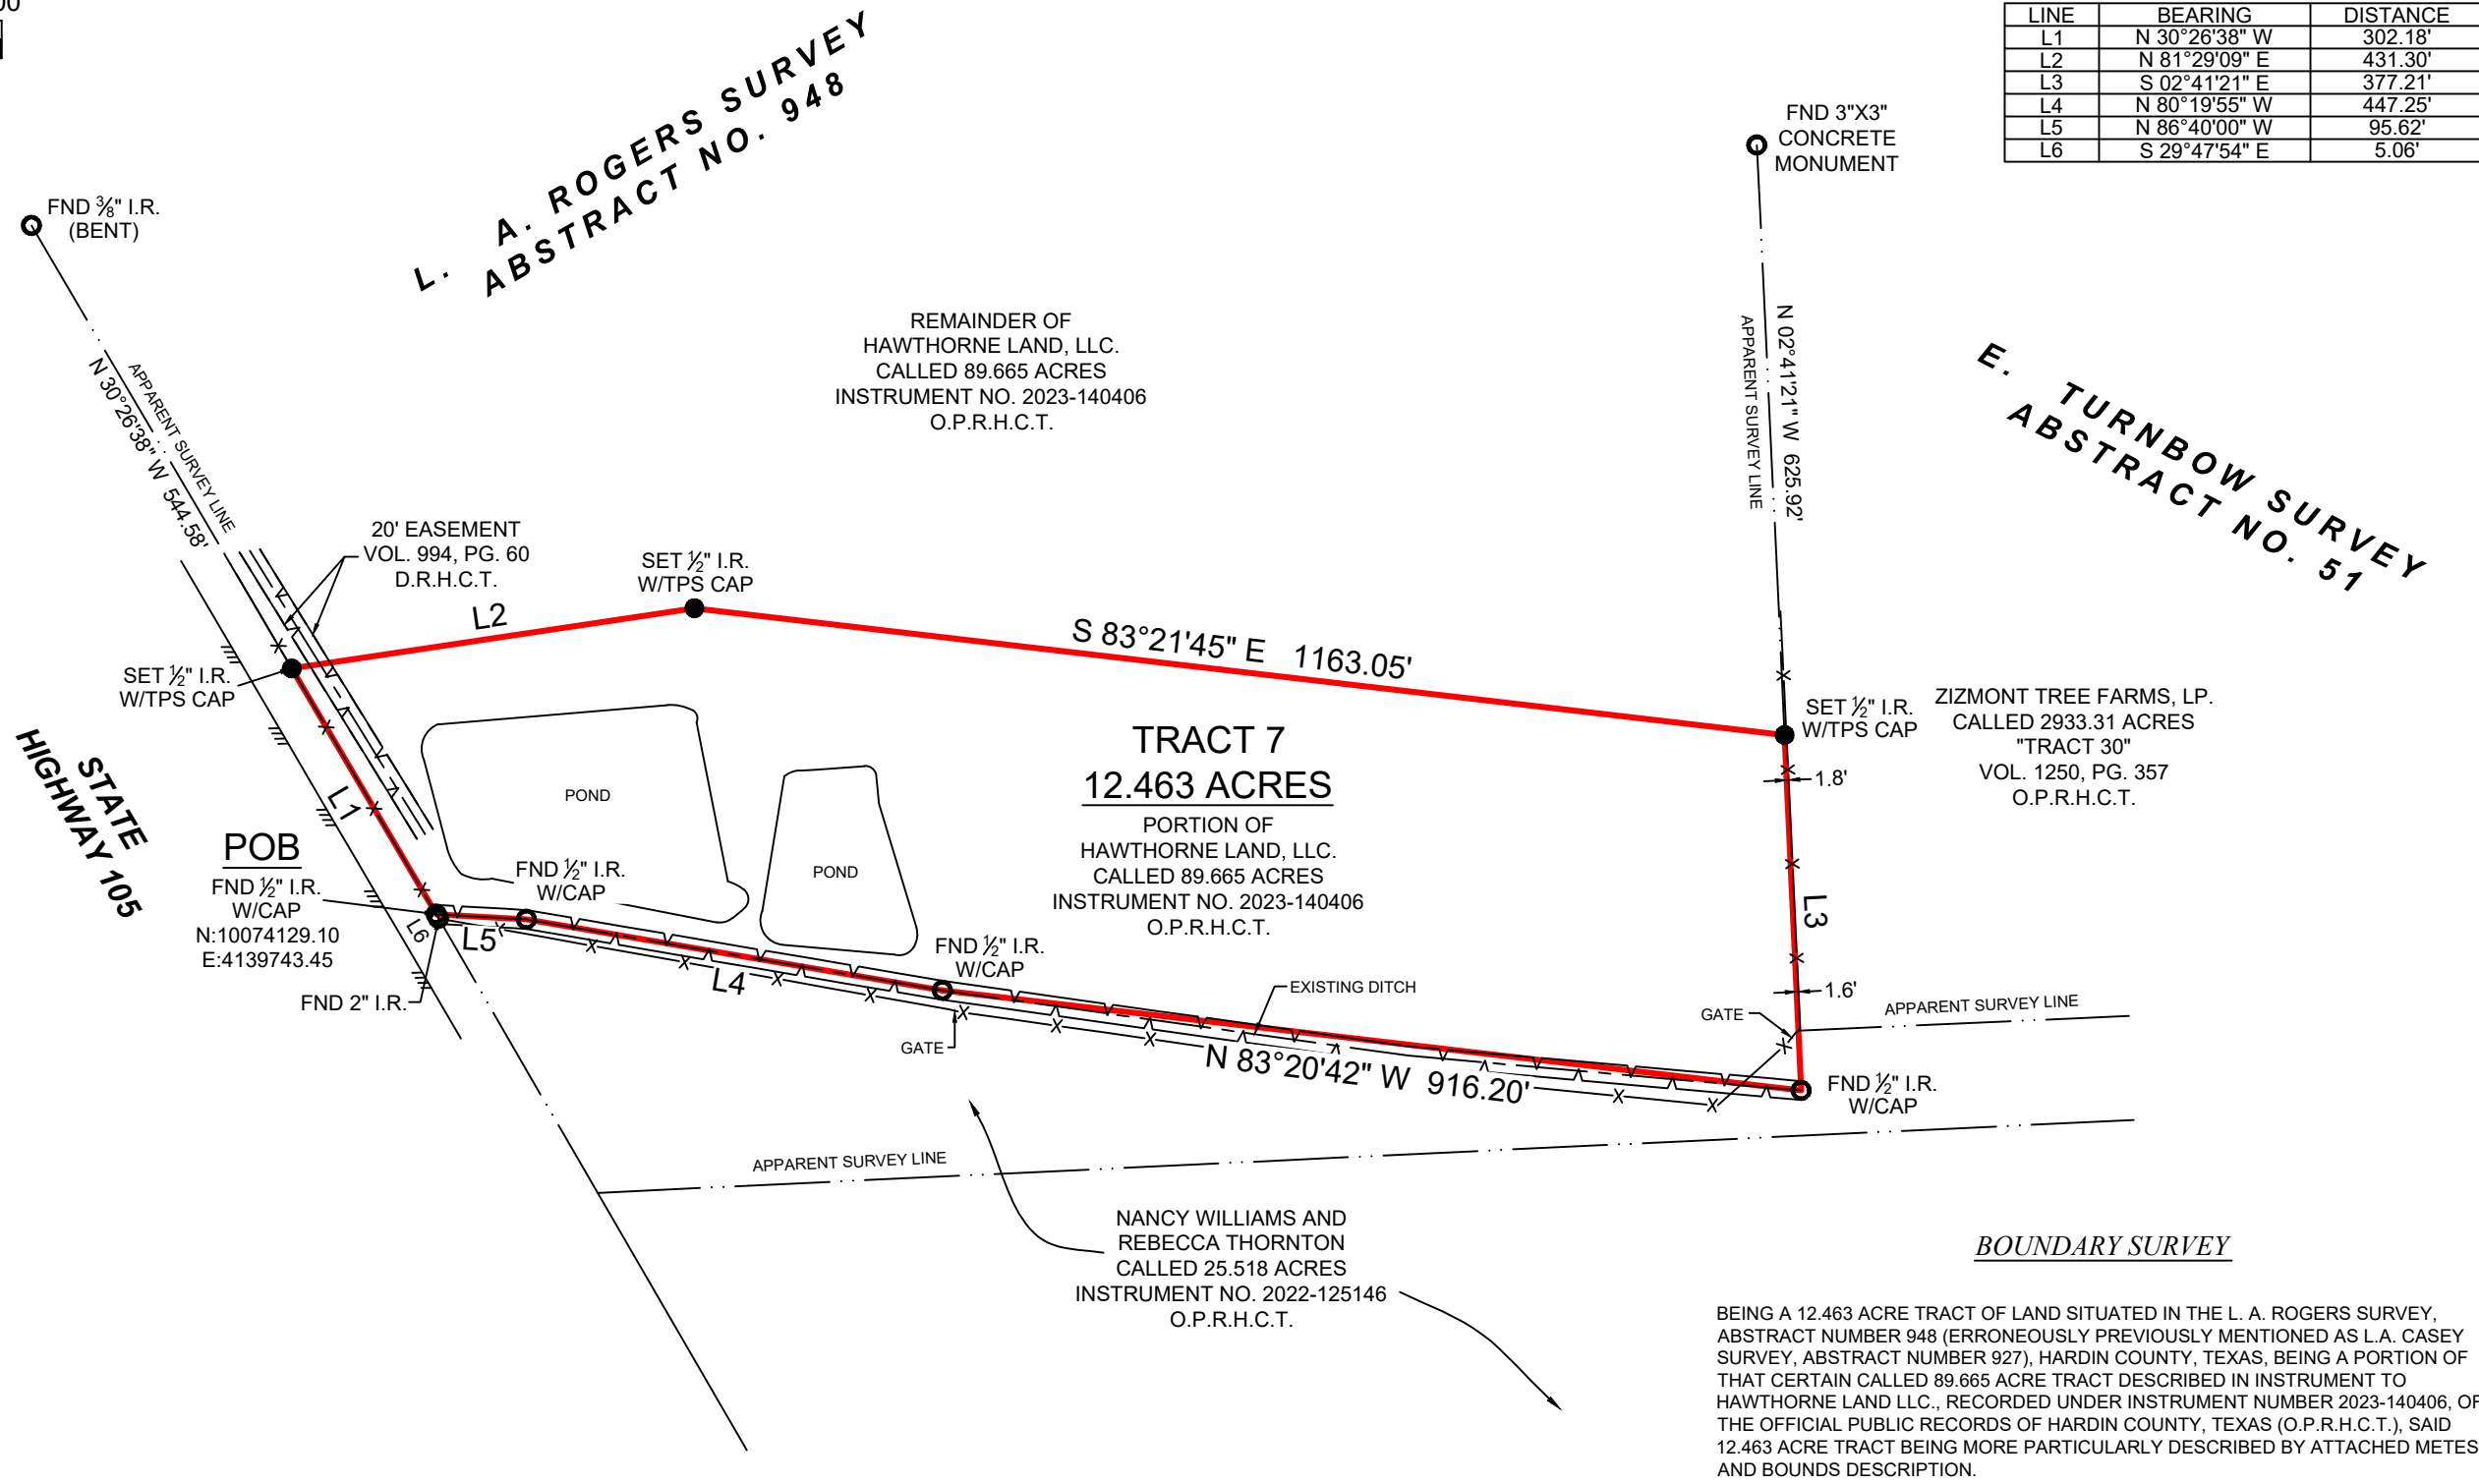 00
LINE BEARING DISTANCE
L1 N 30°26'38" W 302.18'
L2 N 81°29'09" E 431.30'
L3 S 02°41'21" E 377.21'
L4 N 80°19'55" W 447.25'
L5 N 86°40'00" W 95.62'
L6 S 29°47'54" E 5.06'
L. A. ROGERS SURVEY
ABSTRACT NO. 948
FND 3"X3"
CONCRETE
MONUMENT
FND ⅜" I.R.
(BENT)
REMAINDER OF
HAWTHORNE LAND, LLC.
CALLED 89.665 ACRES
INSTRUMENT NO. 2023-140406
O.P.R.H.C.T.
APPARENT SURVEY LINE
N 30°26'38" W 544.58'
APPARENT SURVEY LINE
N 02°41'21" W 625.92'
E. TURNBOW SURVEY
ABSTRACT NO. 51
20' EASEMENT
VOL. 994, PG. 60
D.R.H.C.T.
L2
SET ½" I.R.
W/TPS CAP
S 83°21'45" E 1163.05'
SET ½" I.R.
W/TPS CAP
SET ½" I.R.
W/TPS CAP
ZIZMONT TREE FARMS, LP.
CALLED 2933.31 ACRES
"TRACT 30"
VOL. 1250, PG. 357
O.P.R.H.C.T.
STATE
HIGHWAY 105
L1
POND
POND
TRACT 7
12.463 ACRES
PORTION OF
HAWTHORNE LAND, LLC.
CALLED 89.665 ACRES
INSTRUMENT NO. 2023-140406
O.P.R.H.C.T.
1.8'
L3
1.6'
POB
FND ½" I.R.
W/CAP
N:10074129.10
E:4139743.45
FND ½" I.R.
W/CAP
L6
L5
FND 2" I.R.
L4
FND ½" I.R.
W/CAP
EXISTING DITCH
GATE
GATE
APPARENT SURVEY LINE
N 83°20'42" W 916.20'
FND ½" I.R.
W/CAP
APPARENT SURVEY LINE
NANCY WILLIAMS AND
REBECCA THORNTON
CALLED 25.518 ACRES
INSTRUMENT NO. 2022-125146
O.P.R.H.C.T.
BOUNDARY SURVEY
BEING A 12.463 ACRE TRACT OF LAND SITUATED IN THE L. A. ROGERS SURVEY,
ABSTRACT NUMBER 948 (ERRONEOUSLY PREVIOUSLY MENTIONED AS L.A. CASEY
SURVEY, ABSTRACT NUMBER 927), HARDIN COUNTY, TEXAS, BEING A PORTION OF
THAT CERTAIN CALLED 89.665 ACRE TRACT DESCRIBED IN INSTRUMENT TO
HAWTHORNE LAND LLC., RECORDED UNDER INSTRUMENT NUMBER 2023-140406, OF
THE OFFICIAL PUBLIC RECORDS OF HARDIN COUNTY, TEXAS (O.P.R.H.C.T.), SAID
12.463 ACRE TRACT BEING MORE PARTICULARLY DESCRIBED BY ATTACHED METES
AND BOUNDS DESCRIPTION.